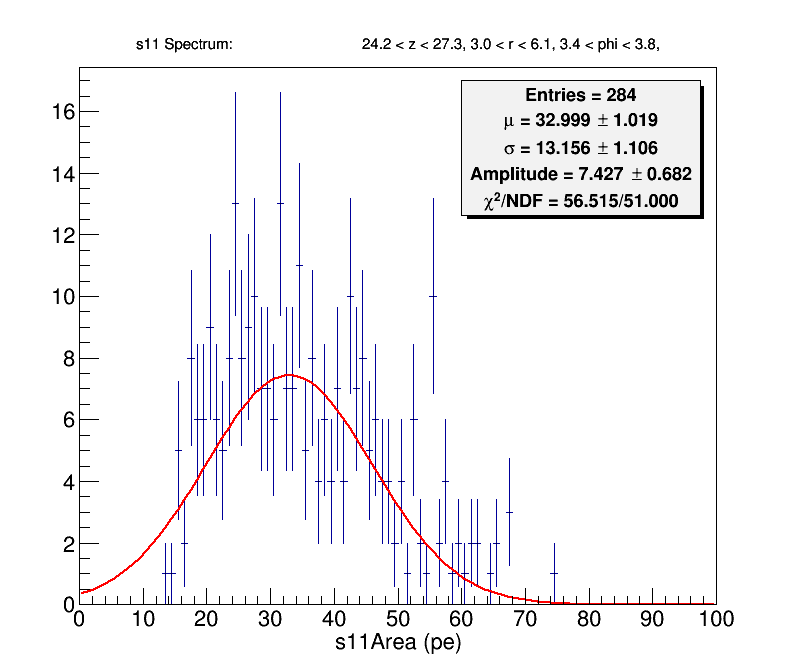 s11 Spectrum: 24.2 < z < 27.3, 3.0 < r < 6.1, 3.4 < phi < 3.8,
Entries = 284
μ = 32.999 ± 1.019
σ = 13.156 ± 1.106
Amplitude = 7.427 ± 0.682
χ²/NDF = 56.515/51.000
16
14
12
10
8
6
4
2
0
0 10 20 30 40 50 60 70 80 90 100
s11Area (pe)